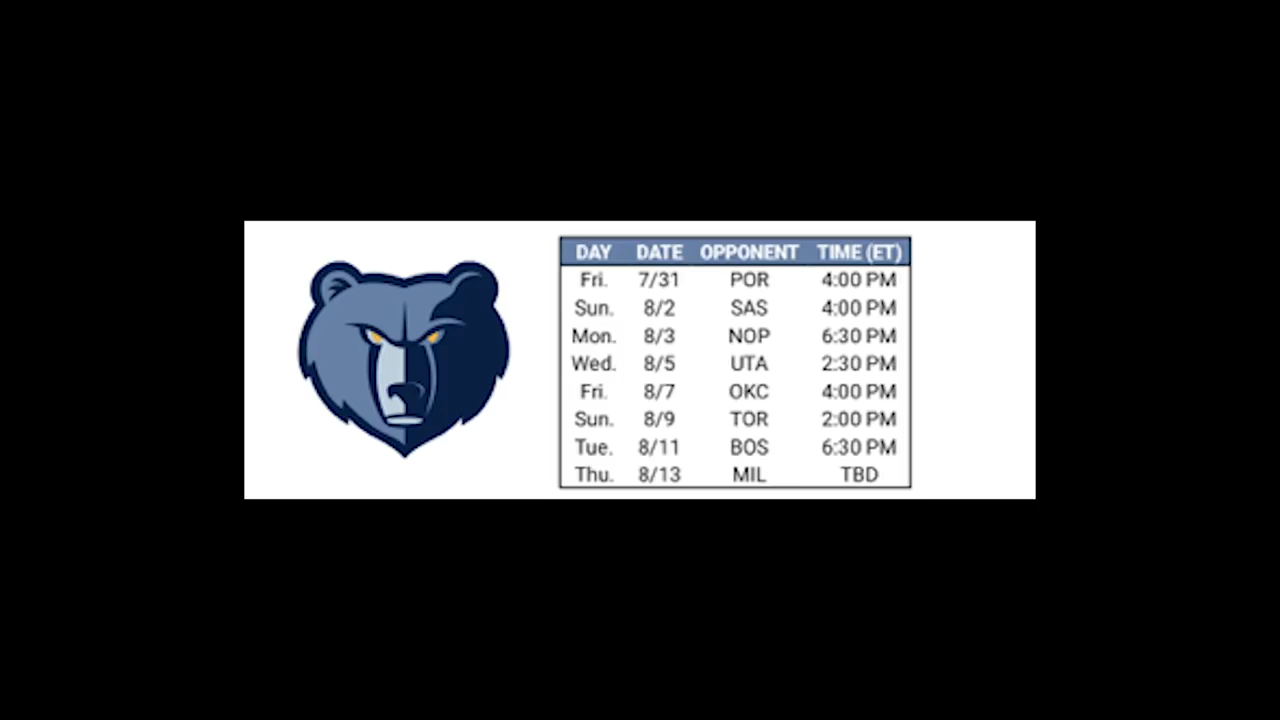 DAY DATE OPPONENT TIME (ET)
Fri. 7/31 POR 4:00 PM
Sun. 8/2 SAS 4:00 PM
Mon. 8/3 NOP 6:30 PM
Wed. 8/5 UTA 2:30 PM
Fri. 8/7 OKC 4:00 PM
Sun. 8/9 TOR 2:00 PM
Tue. 8/11 BOS 6:30 PM
Thu. 8/13 MIL TBD